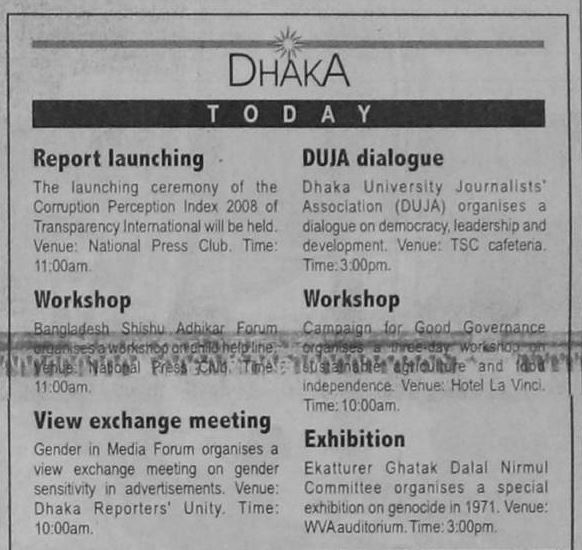 DHAKA
TODAY
Report launching
The launching ceremony of the
Corruption Perception Index 2008 of
Transparency International will be held.
Venue: National Press Club. Time:
11:00am.
Workshop
Bangladesh Shishu Adhikar Forum
organises a workshop on child help line.
Venue: National Press Club. Time:
11:00am.
View exchange meeting
Gender in Media Forum organises a
view exchange meeting on gender
sensitivity in advertisements. Venue:
Dhaka Reporters' Unity. Time:
10:00am.
DUJA dialogue
Dhaka University Journalists'
Association (DUJA) organises a
dialogue on democracy, leadership and
development. Venue: TSC cafeteria.
Time: 3:00pm.
Workshop
Campaign for Good Governance
organises a three-day workshop on
sustainable agriculture and food
independence. Venue: Hotel La Vinci.
Time: 10:00am.
Exhibition
Ekatturer Ghatak Dalal Nirmul
Committee organises a special
exhibition on genocide in 1971. Venue:
WVA auditorium. Time: 3:00pm.